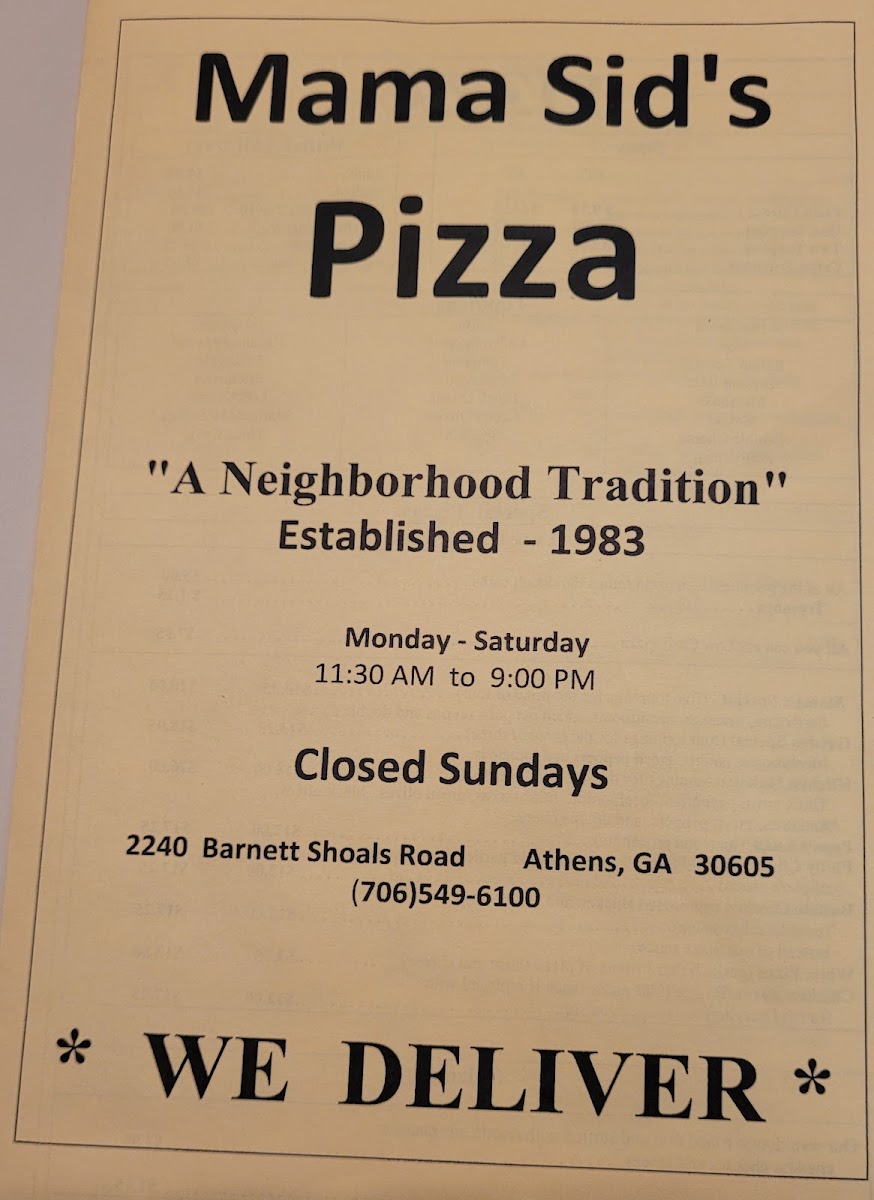 Mama Sid's
Pizza
"A Neighborhood Tradition"
Established - 1983
Monday - Saturday
11:30 AM to 9:00 PM
Closed Sundays
2240 Barnett Shoals Road Athens, GA 30605
(706)549-6100
* WE DELIVER *